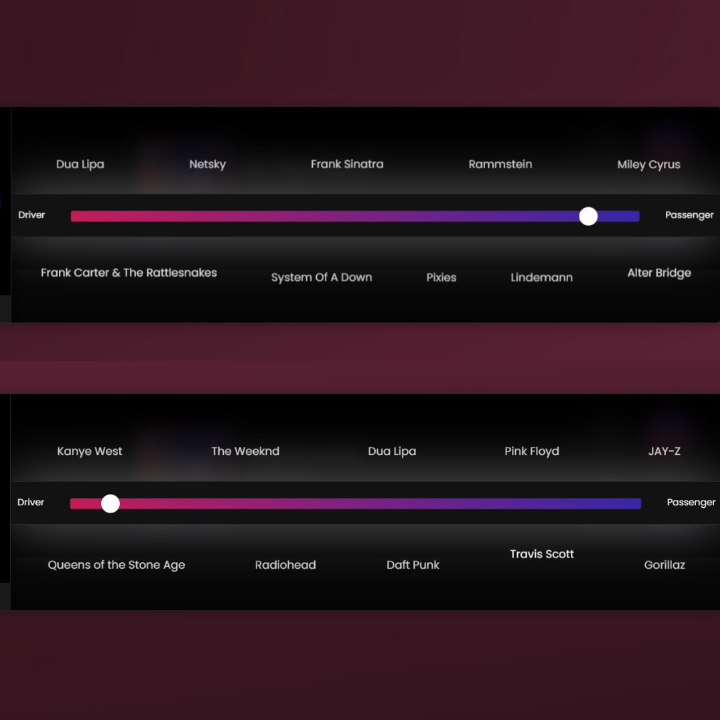 Dua Lipa Netsky Frank Sinatra Rammstein Miley Cyrus
Driver Passenger
Frank Carter & The Rattlesnakes System Of A Down Pixies Lindemann Alter Bridge
Kanye West The Weeknd Dua Lipa Pink Floyd JAY-Z
Driver Passenger
Queens of the Stone Age Radiohead Daft Punk Travis Scott Gorillaz